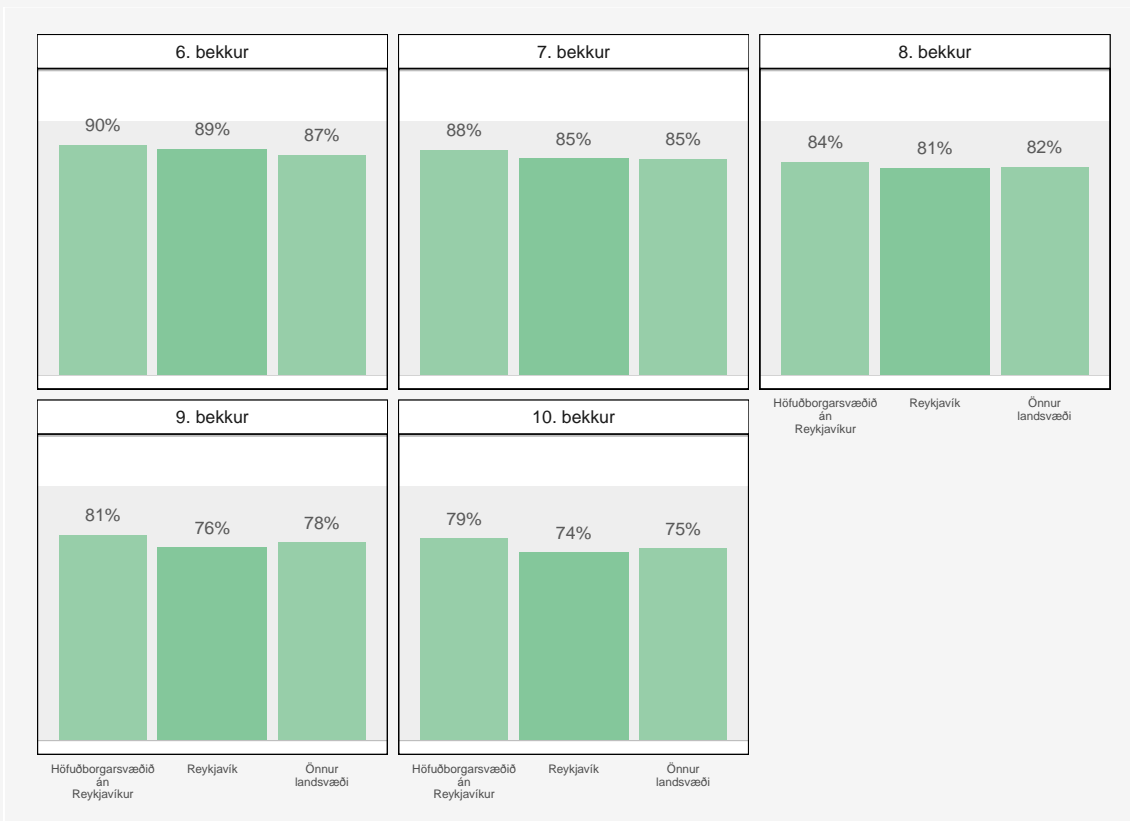 6. bekkur
7. bekkur
8. bekkur
90%
89%
87%
88%
85%
85%
84%
81%
82%
Höfuðborgarsvæðið
án
Reykjavíkur
Reykjavík
Önnur
landsvæði
9. bekkur
10. bekkur
81%
76%
78%
79%
74%
75%
Höfuðborgarsvæðið
án
Reykjavíkur
Reykjavík
Önnur
landsvæði
Höfuðborgarsvæðið
án
Reykjavíkur
Reykjavík
Önnur
landsvæði